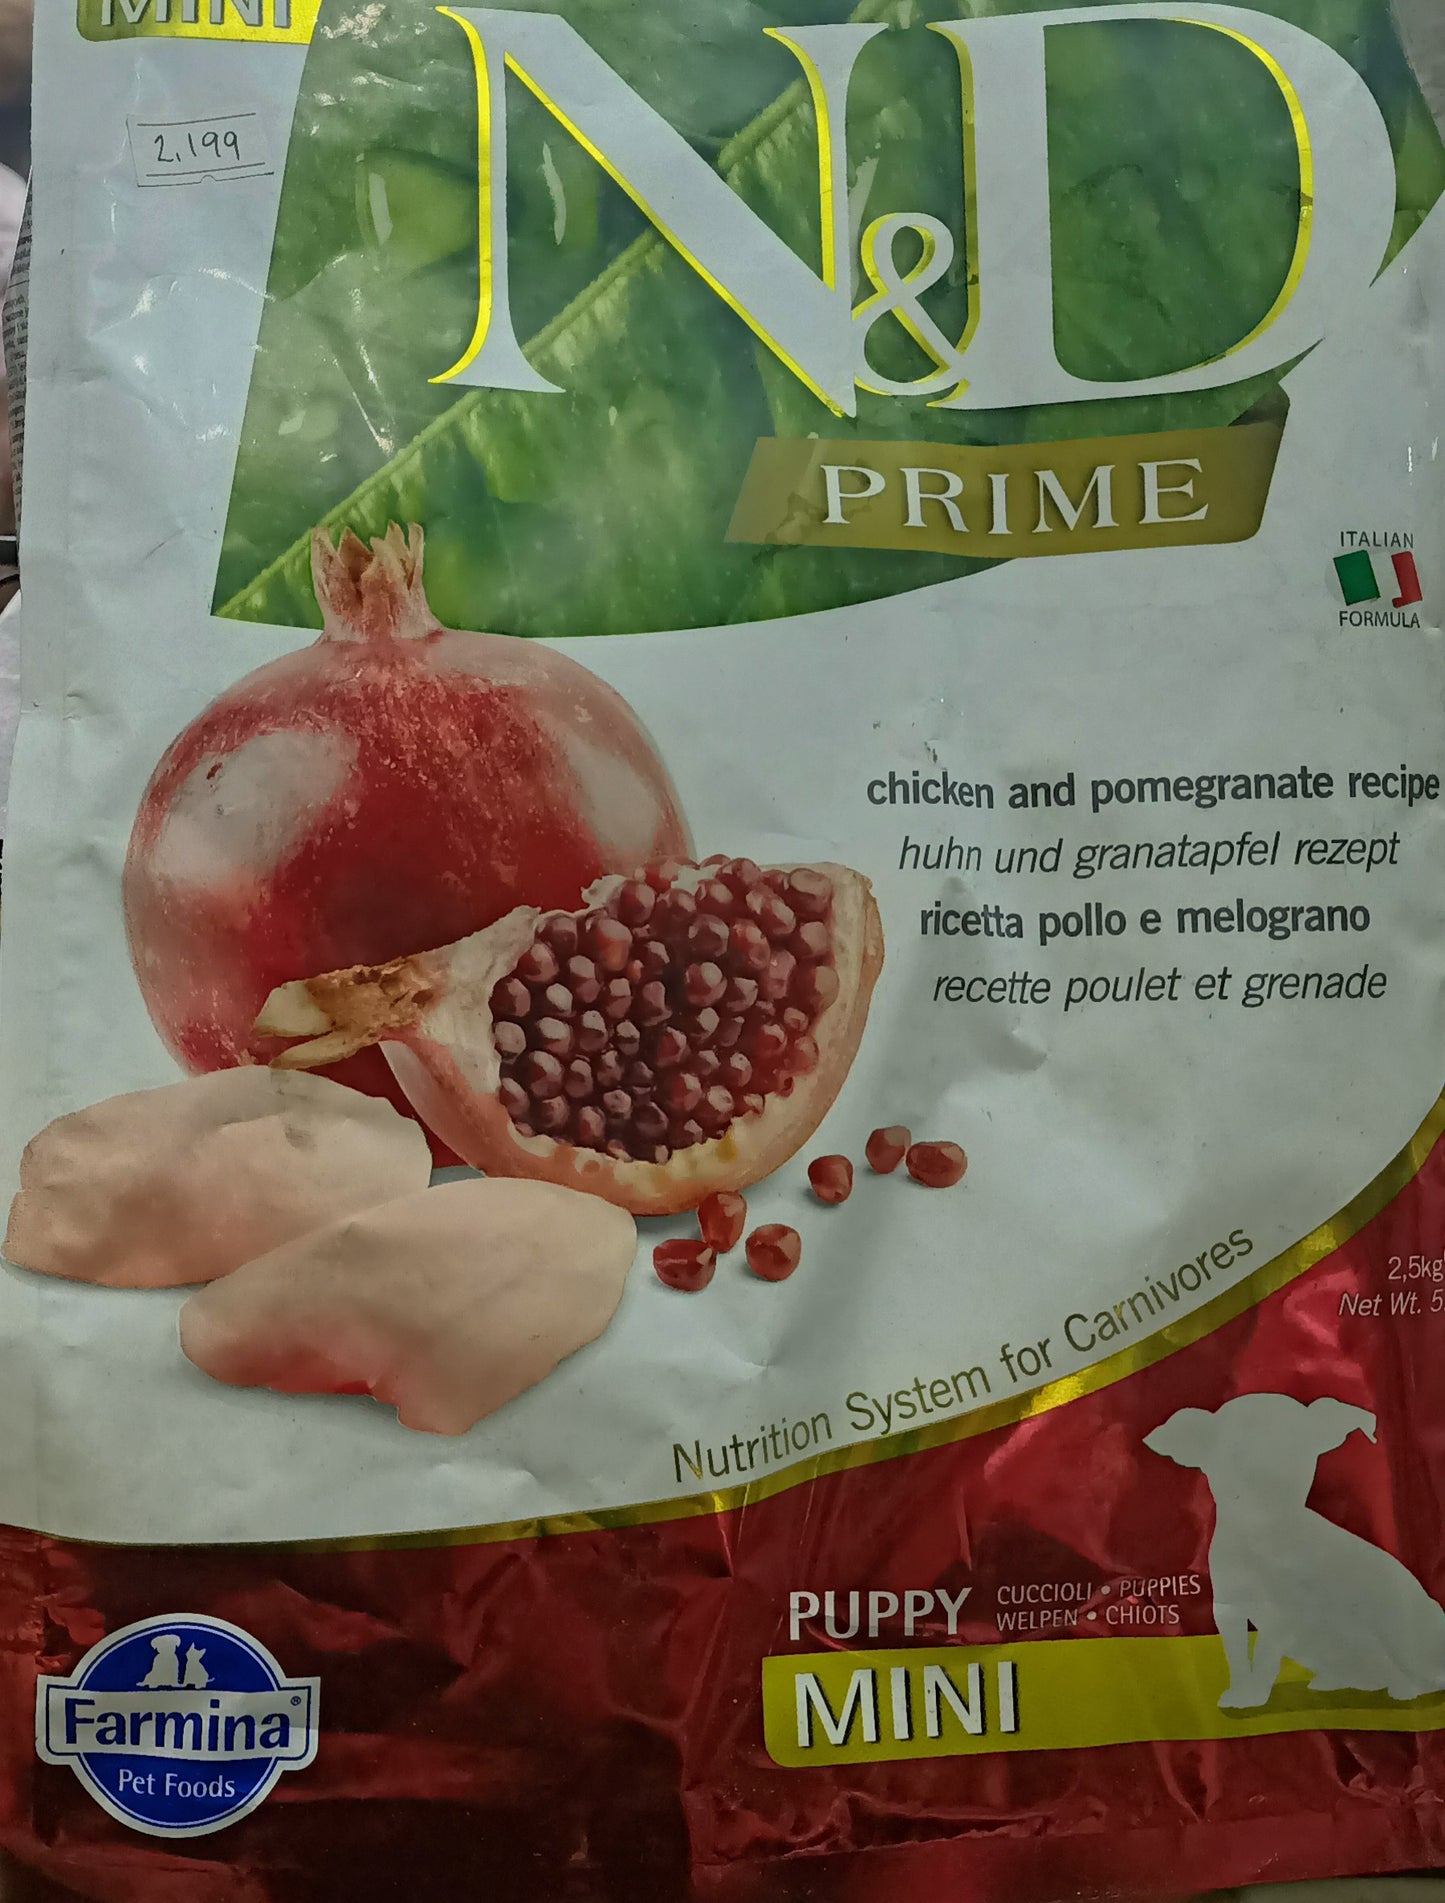 MINI
2,199
N&D
PRIME
ITALIAN
FORMULA
chicken and pomegranate recipe
huhn und granatapfel rezept
ricetta pollo e melograno
recette poulet et grenade
Nutrition System for Carnivores
2,5kg
Net Wt. 5
PUPPY CUCCIOLI • PUPPIES
WELPEN • CHIOTS
MINI
Farmina®
Pet Foods